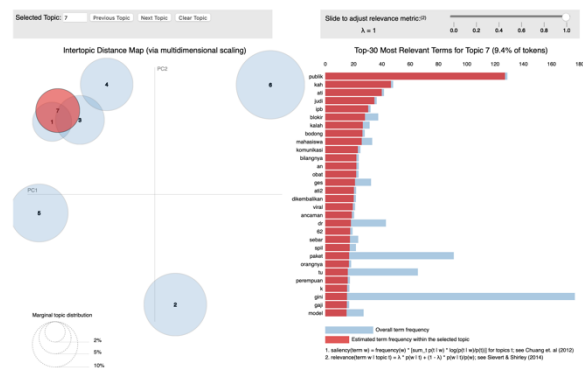 Selected Topic: 7 Previous Topic Next Topic Clear Topic
Slide to adjust relevance metric:(2)
λ = 1
0.0 0.2 0.4 0.6 0.8 1.0
Intertopic Distance Map (via multidimensional scaling)
PC2
PC1
4
6
7
1
3
5
2
Marginal topic distribution
2%
5%
10%
Top-30 Most Relevant Terms for Topic 7 (9.4% of tokens)
0 20 40 60 80 100 120 140 160 180
publik
kah
ati
judi
ipb
blokir
kalah
bodong
mahasiswa
komunikasi
bilangnya
ari
obat
gas
ati2
dikembalikan
viral
ancaman
dr
62
sebar
spil
paket
orangnya
tu
perempuan
k
gini
gaji
model
Overall term frequency
Estimated term frequency within the selected topic
1. saliency(term w) = frequency(w) * [sum_t p(t | w) * log(p(t | w)/p(t))] for topics t; see Chuang et. al (2012)
2. relevance(term w | topic t) = λ * p(w | t) + (1 - λ) * p(w | t)/p(w); see Sievert & Shirley (2014)